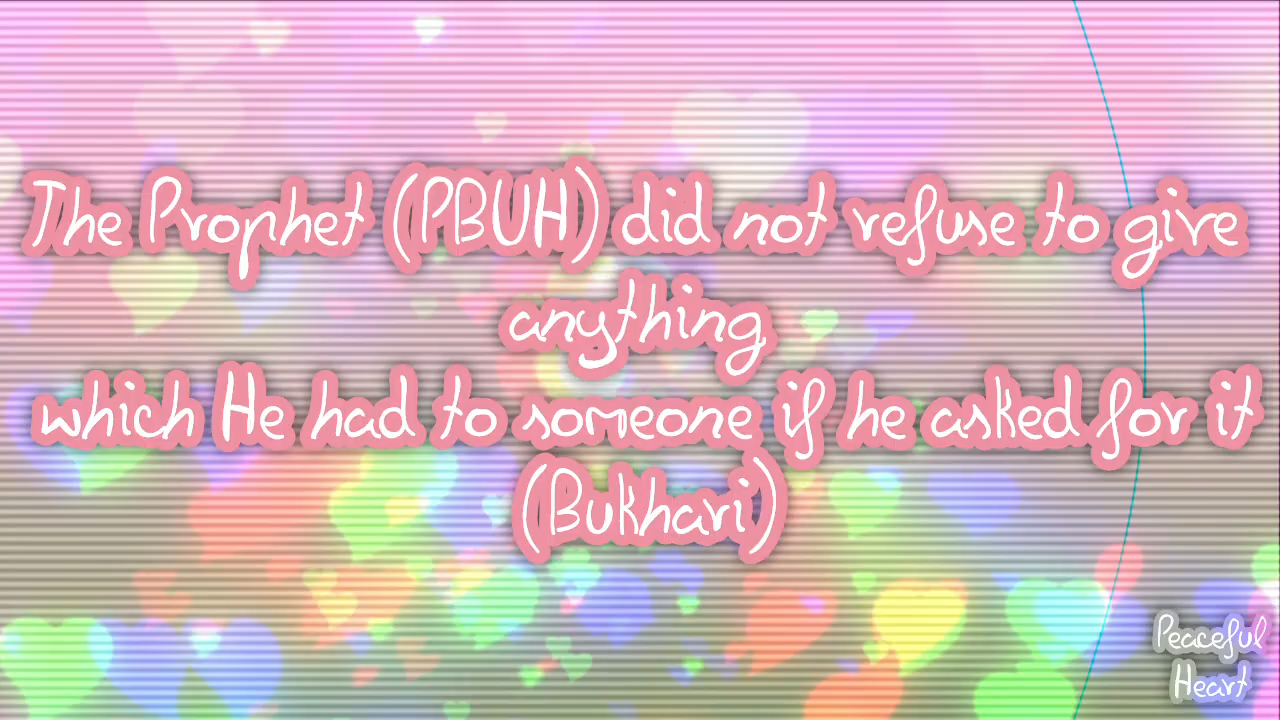 The Prophet (PBUH) did not refuse to give
anything
which He had to someone if he asked for it
(Bukhari)
Peaceful
Heart